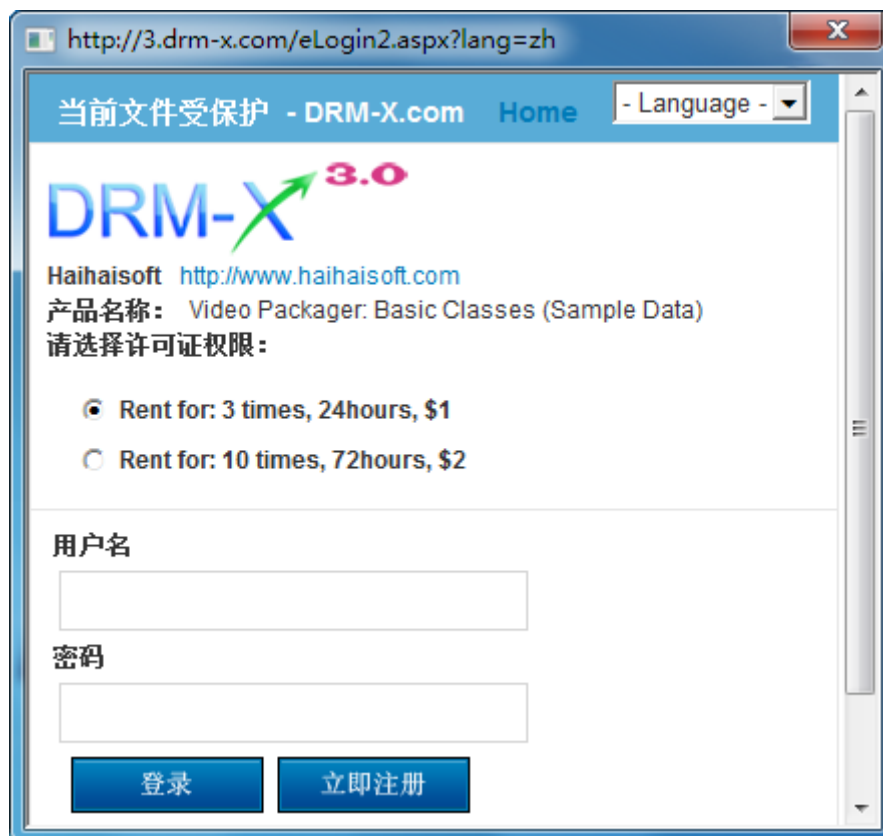 http://3.drm-x.com/eLogin2.aspx?lang=zh
当前文件受保护 - DRM-X.com Home - Language -
DRM-X 3.0
Haihaisoft http://www.haihaisoft.com
产品名称： Video Packager: Basic Classes (Sample Data)
请选择许可证权限：
Rent for: 3 times, 24hours, $1
Rent for: 10 times, 72hours, $2
用户名
密码
登录 立即注册